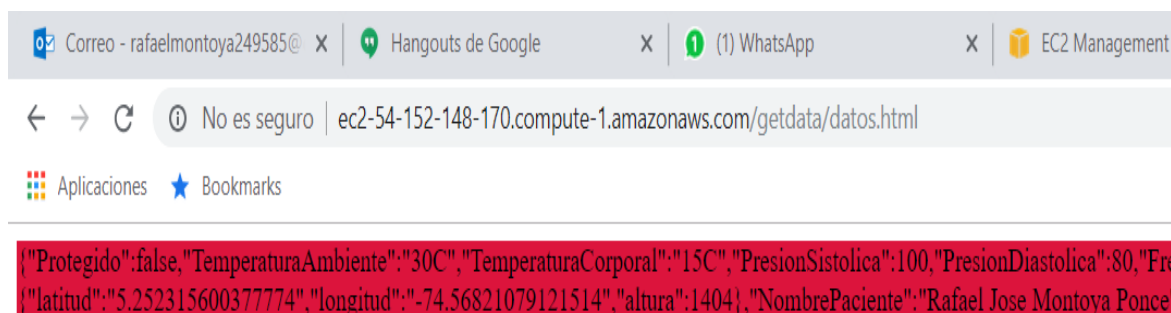 Correo - rafaelmontoya249585@ Hangouts de Google (1) WhatsApp EC2 Management
No es seguro ec2-54-152-148-170.compute-1.amazonaws.com/getdata/datos.html
Aplicaciones Bookmarks
{"Protegido":false,"TemperaturaAmbiente":"30C","TemperaturaCorporal":"15C","PresionSistolica":100,"PresionDiastolica":80,"Fre
{"latitud":"5.252315600377774","longitud":"-74.56821079121514","altura":1404},"NombrePaciente":"Rafael Jose Montoya Ponce